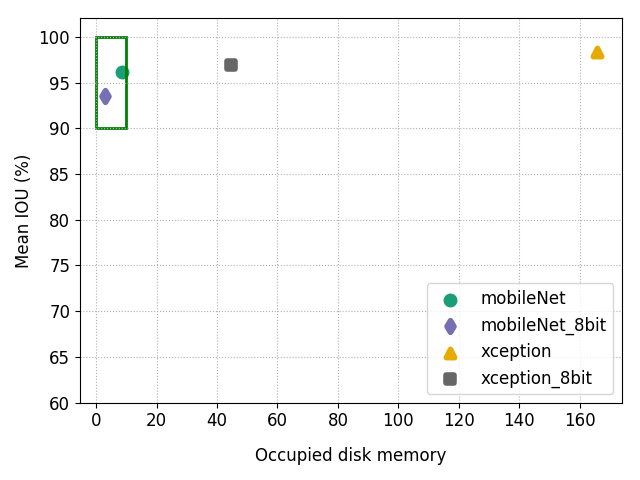 100
95
90
85
80
75
70
65
60
Mean IOU (%)
mobileNet
mobileNet_8bit
xception
xception_8bit
0 20 40 60 80 100 120 140 160
Occupied disk memory